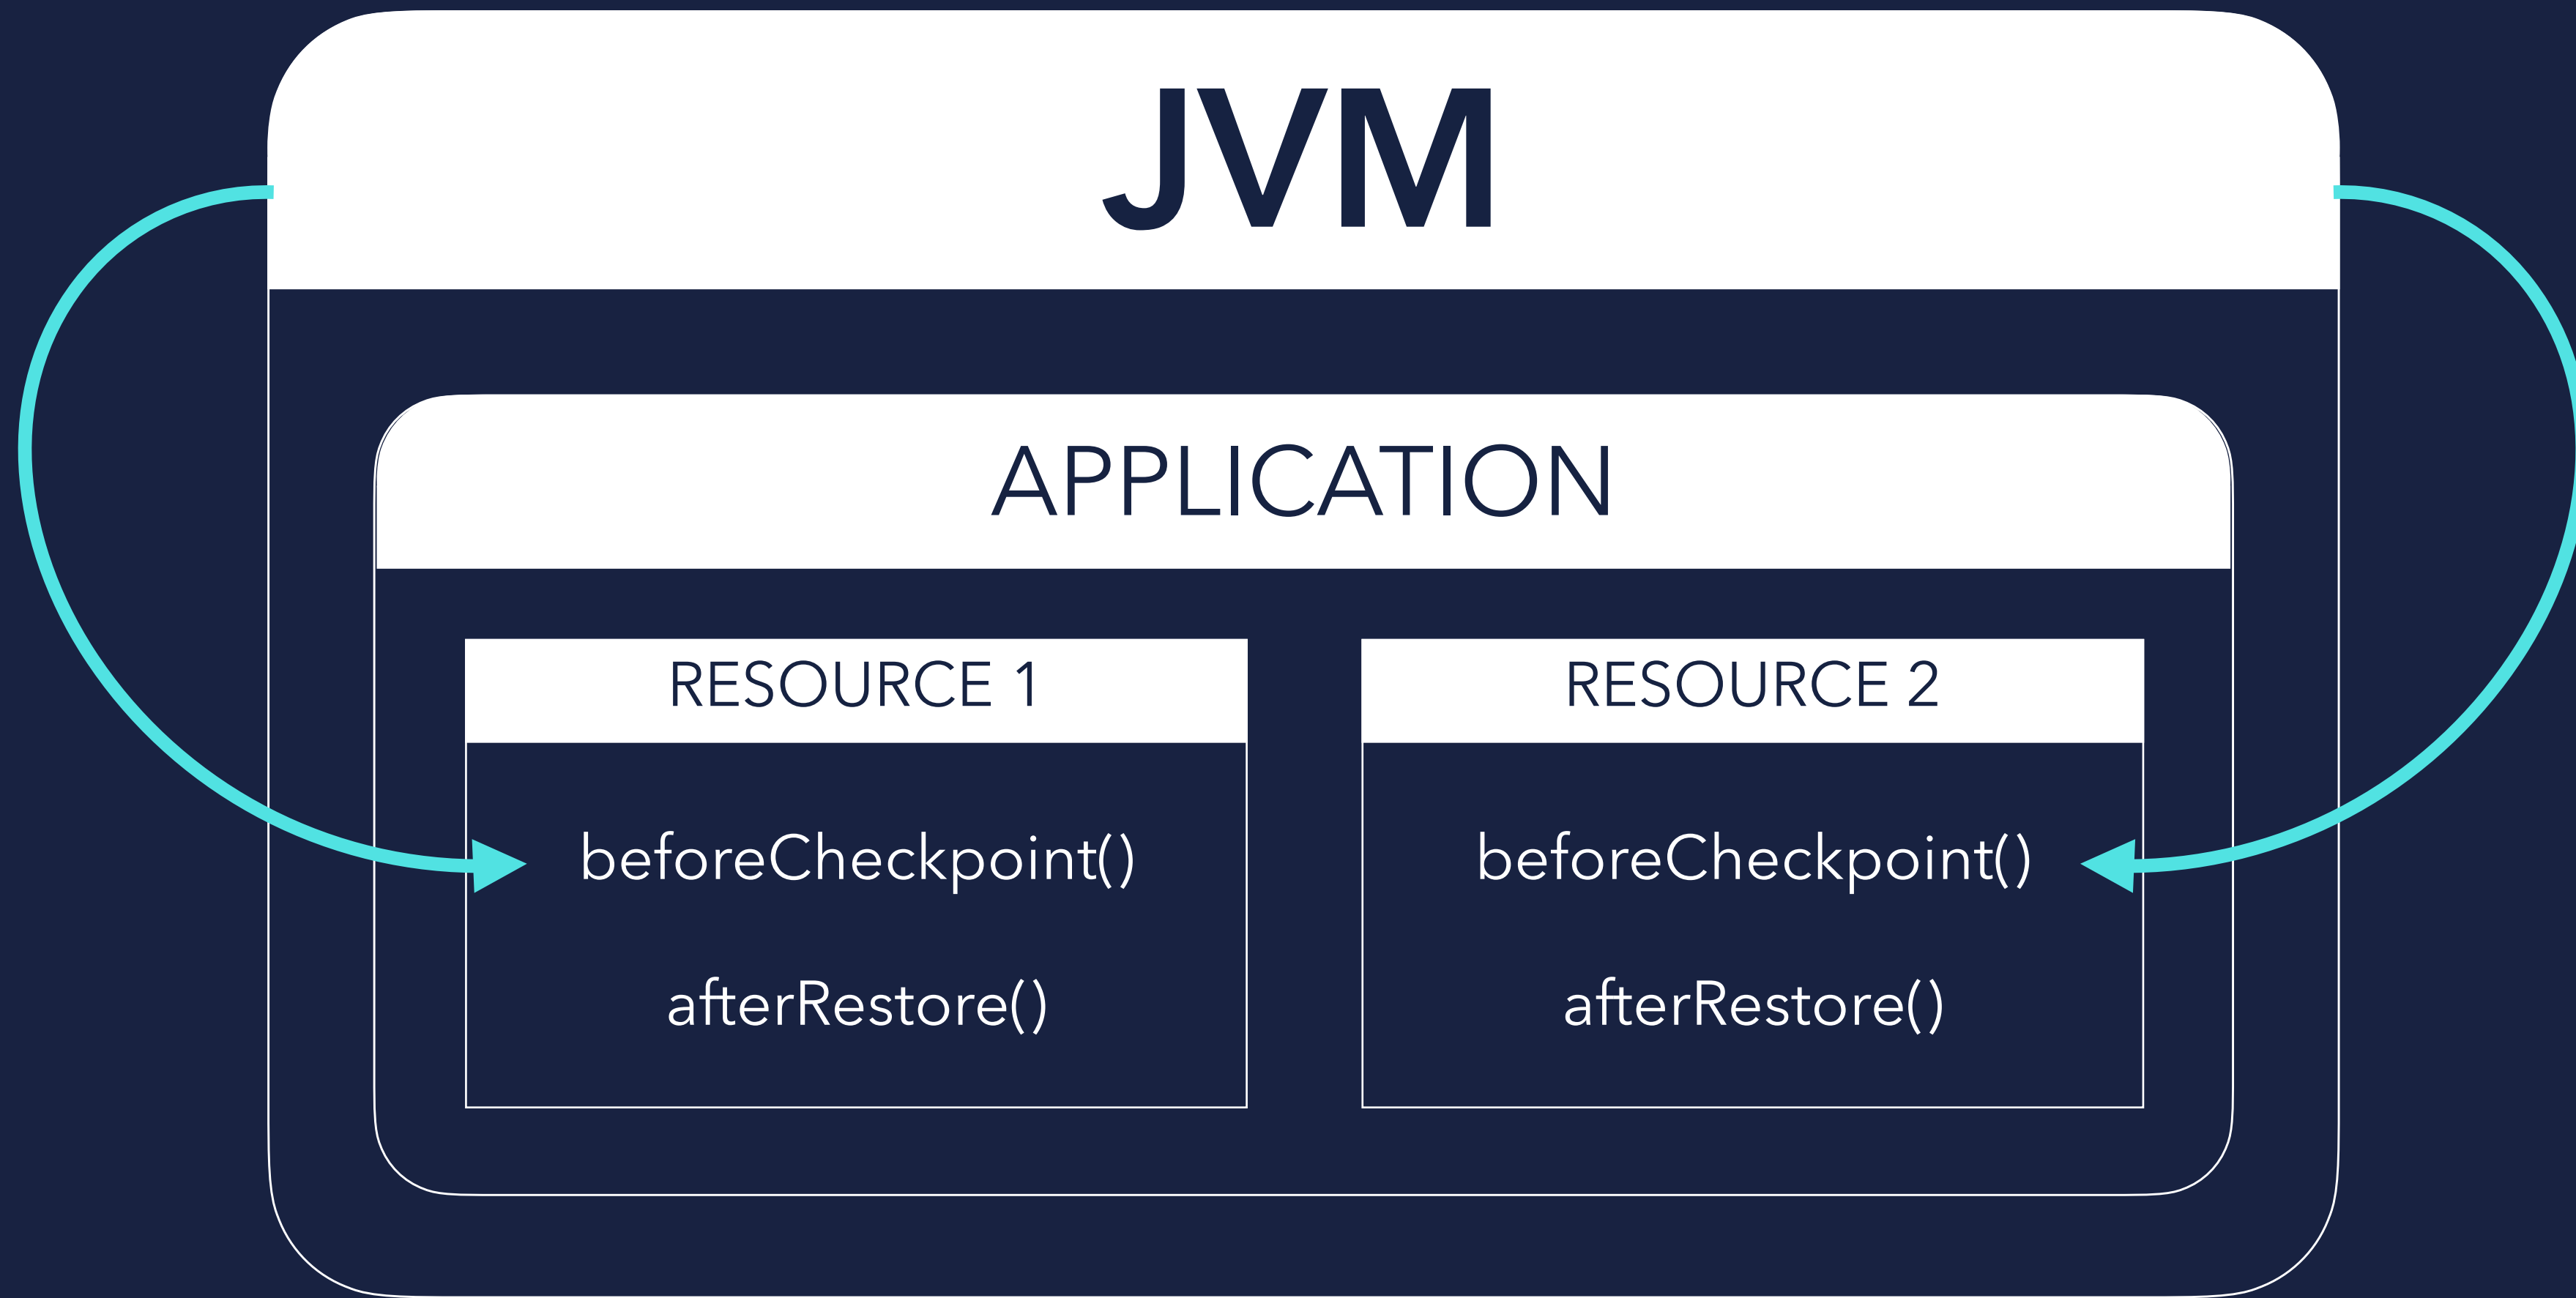 JVM
APPLICATION
RESOURCE 1
beforeCheckpoint()
afterRestore()
RESOURCE 2
beforeCheckpoint()
afterRestore()